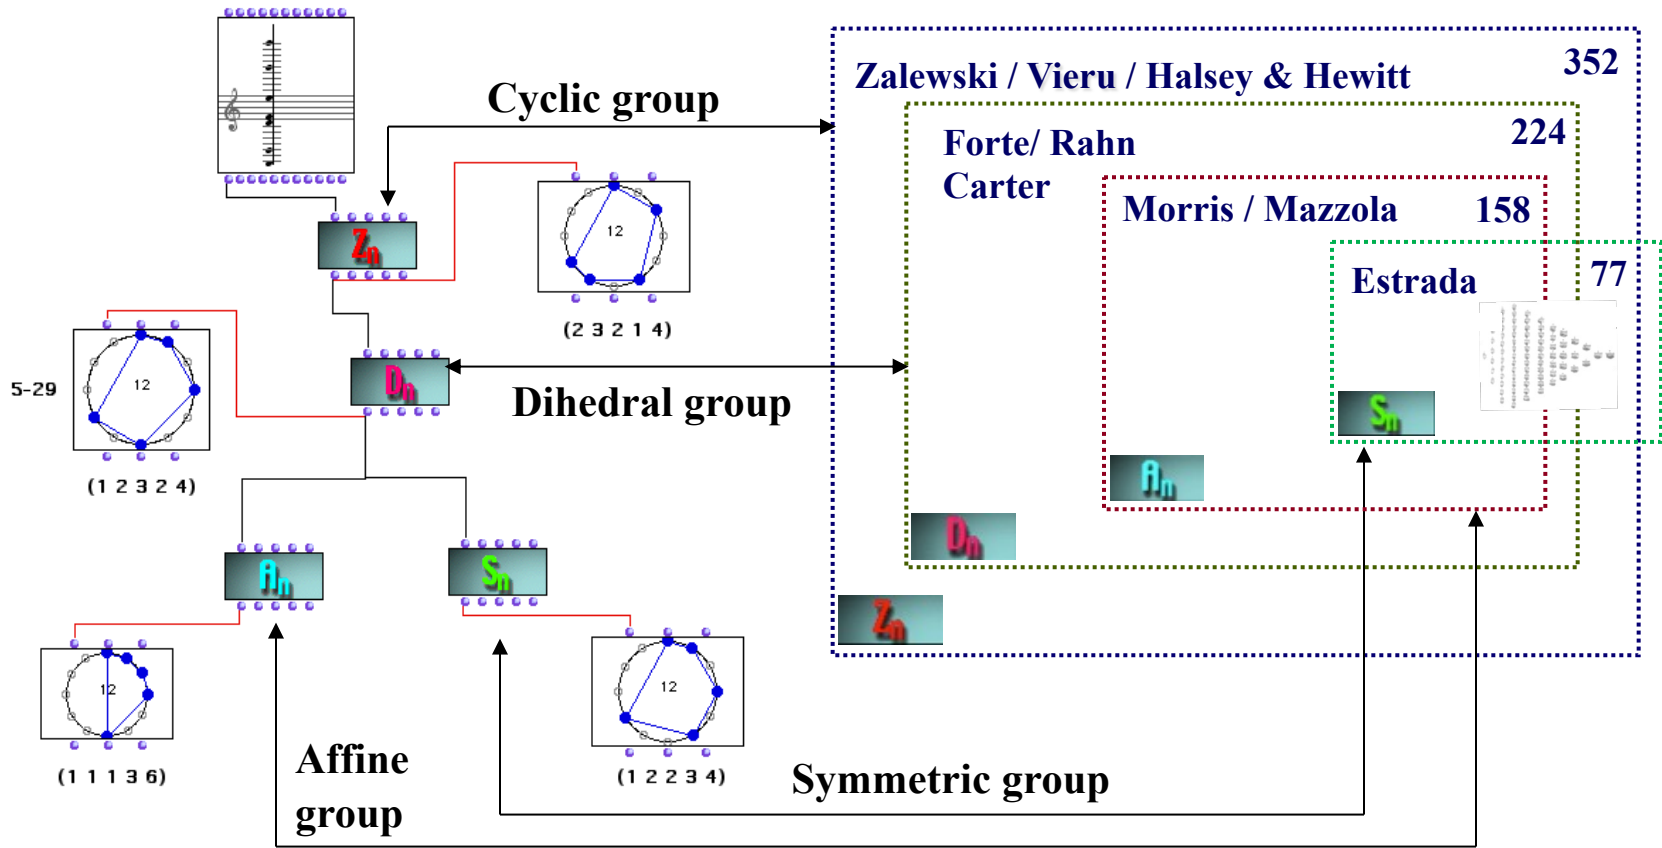 Cyclic group
Zalewski / Vieru / Halsey & Hewitt
352
224
Forte/ Rahn
Carter
Morris / Mazzola
158
Estrada
77
Zn
12
(2 3 2 1 4)
5-29
12
(1 2 3 2 4)
Dn
Dihedral group
Sn
An
Dn
Zn
An
Sn
12
(1 1 1 3 6)
12
(1 2 2 3 4)
Affine
group
Symmetric group